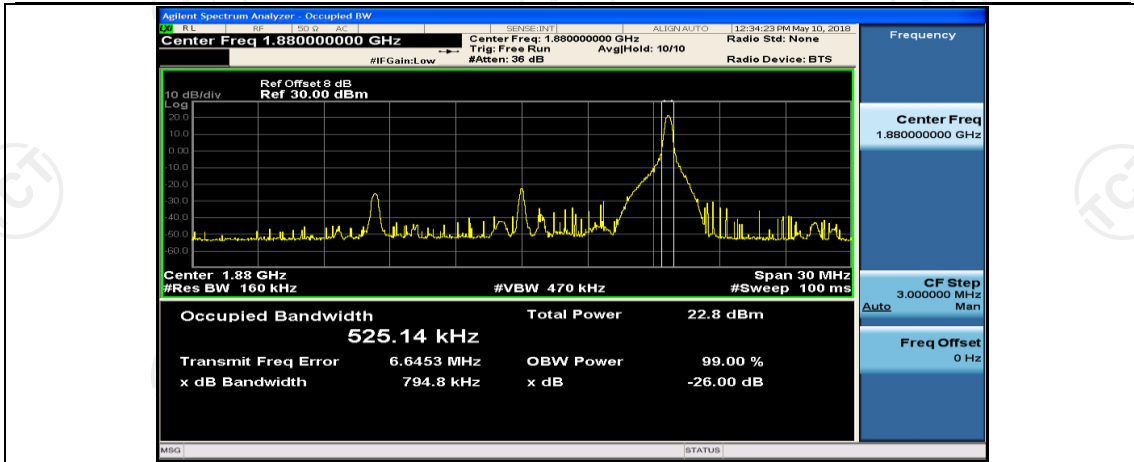 Agilent Spectrum Analyzer - Occupied BW
LXI RL RF 50 Ω AC SENSE:INT ALIGN AUTO 12:34:23 PM May 10, 2018
Center Freq 1.880000000 GHz
Center Freq: 1.880000000 GHz
Radio Std: None
Trig: Free Run Avg|Hold: 10/10
#IFGain:Low
#Atten: 36 dB
Radio Device: BTS
Ref Offset 8 dB
10 dB/div Ref 30.00 dBm
Log
20.0
10.0
0.00
-10.0
-20.0
-30.0
-40.0
-50.0
-60.0
Center 1.88 GHz Span 30 MHz
#Res BW 160 kHz #VBW 470 kHz #Sweep 100 ms
Occupied Bandwidth Total Power 22.8 dBm
525.14 kHz
Transmit Freq Error 6.6453 MHz OBW Power 99.00 %
x dB Bandwidth 794.8 kHz x dB -26.00 dB
MSG STATUS
Frequency
Center Freq
1.880000000 GHz
CF Step
3.000000 MHz
Auto Man
Freq Offset
0 Hz
TCT
TCT